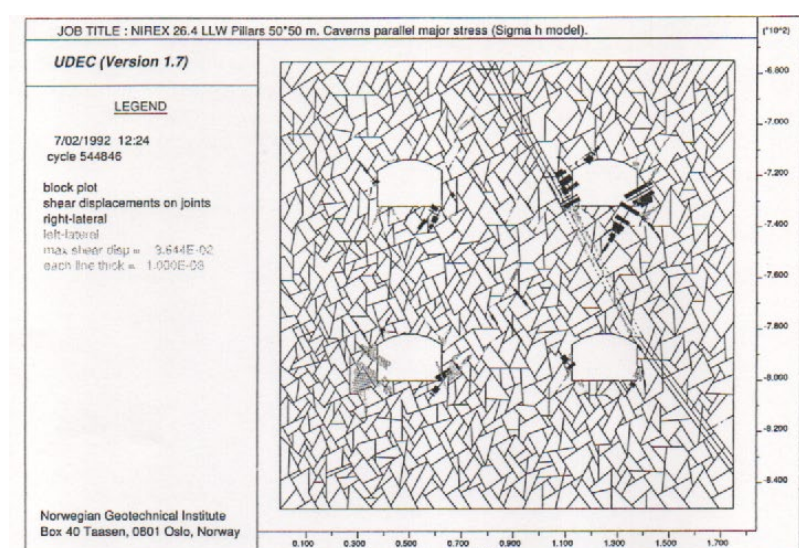 JOB TITLE : NIREX 26.4 LLW Pillars 50*50 m. Caverns parallel major stress (Sigma h model).
UDEC (Version 1.7)
LEGEND
7/02/1992 12:24
cycle 544846
block plot
shear displacements on joints
right-lateral
left-lateral
max shear disp = 3.644E-02
each line thick = 1.000E-03
Norwegian Geotechnical Institute
Box 40 Taasen, 0801 Oslo, Norway
(*10^2)
-6.800
-7.000
-7.200
-7.400
-7.600
-7.800
-8.000
-8.200
-8.400
0.100 0.300 0.500 0.700 0.900 1.100 1.300 1.500 1.700